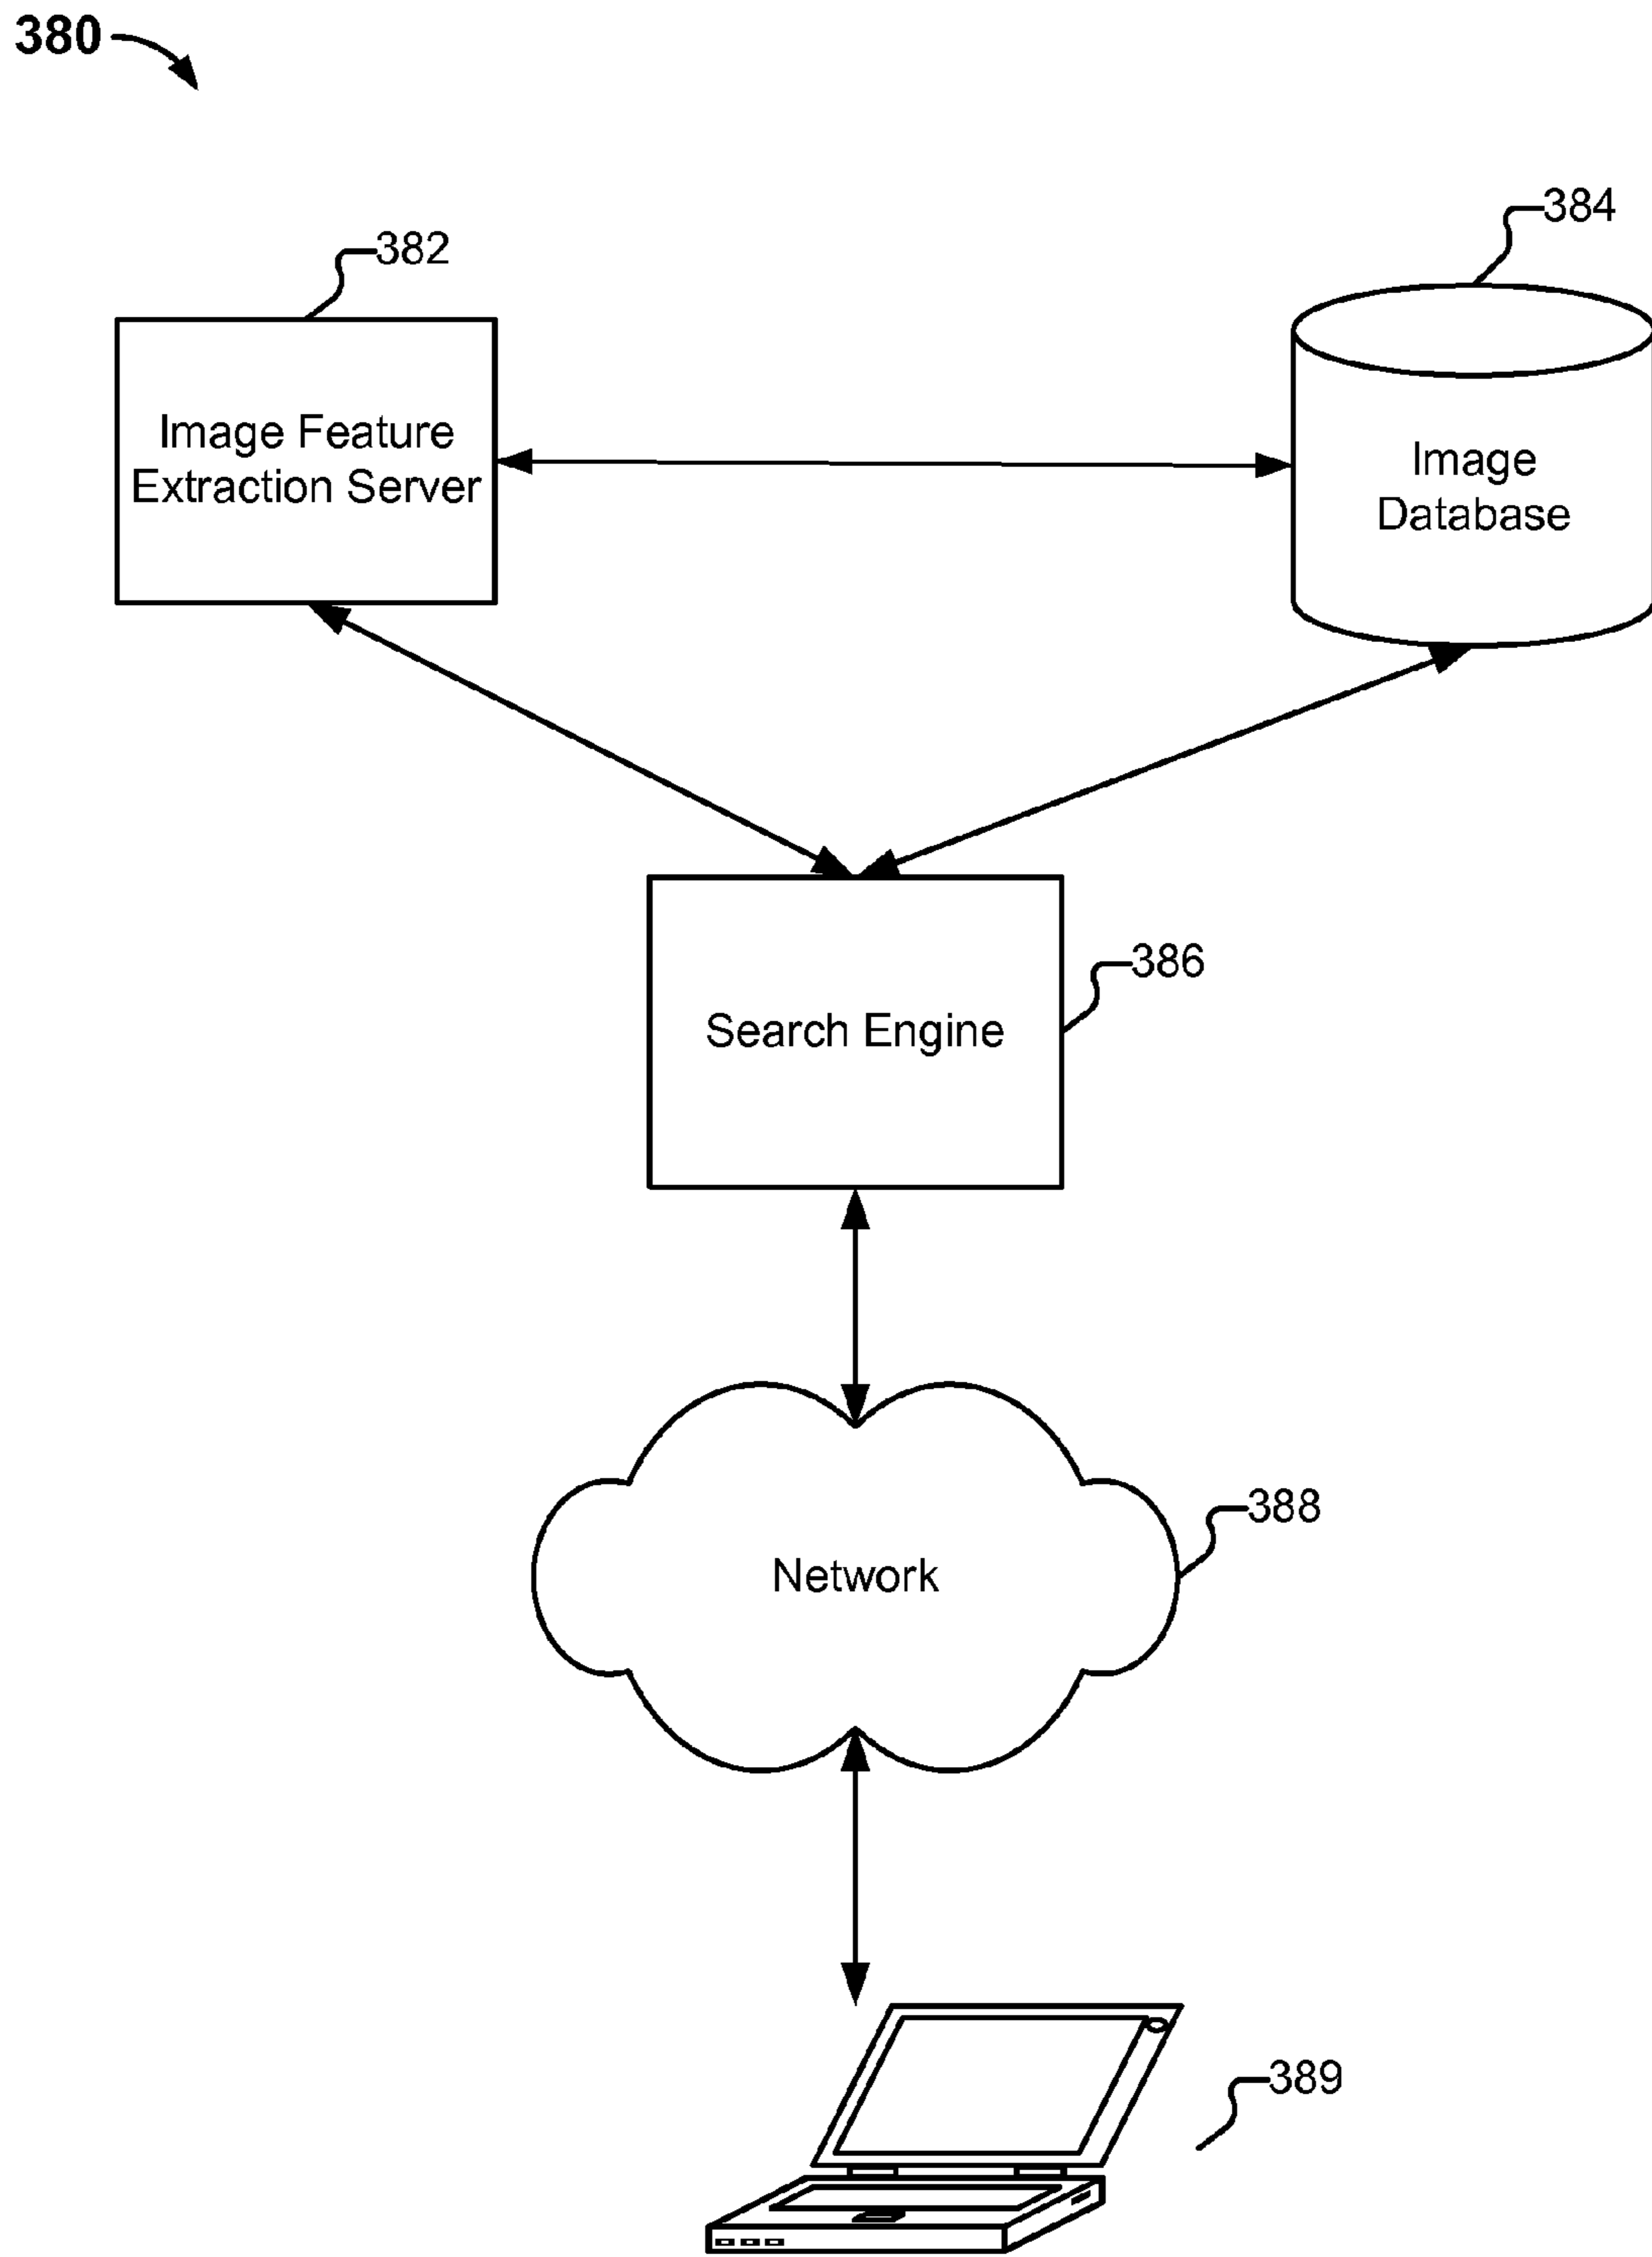 380
384
382
Image Feature
Extraction Server
Image
Database
386
Search Engine
388
Network
389